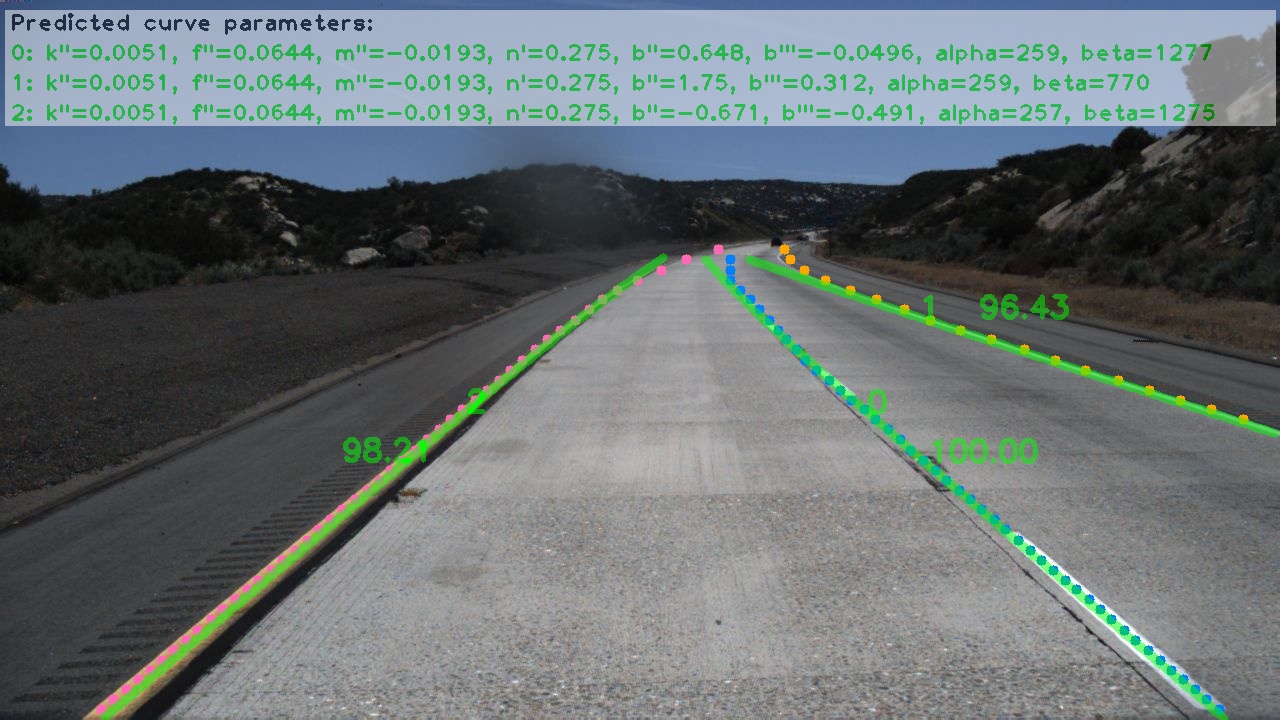 Predicted curve parameters:
0: k''=0.0051, f''=0.0644, m''=-0.0193, n'=0.275, b''=0.648, b'''=-0.0496, alpha=259, beta=1277
1: k''=0.0051, f''=0.0644, m''=-0.0193, n'=0.275, b''=1.75, b'''=0.312, alpha=259, beta=770
2: k''=0.0051, f''=0.0644, m''=-0.0193, n'=0.275, b''=-0.671, b'''=-0.491, alpha=257, beta=1275
1 96.43
2
0
98.21
100.00